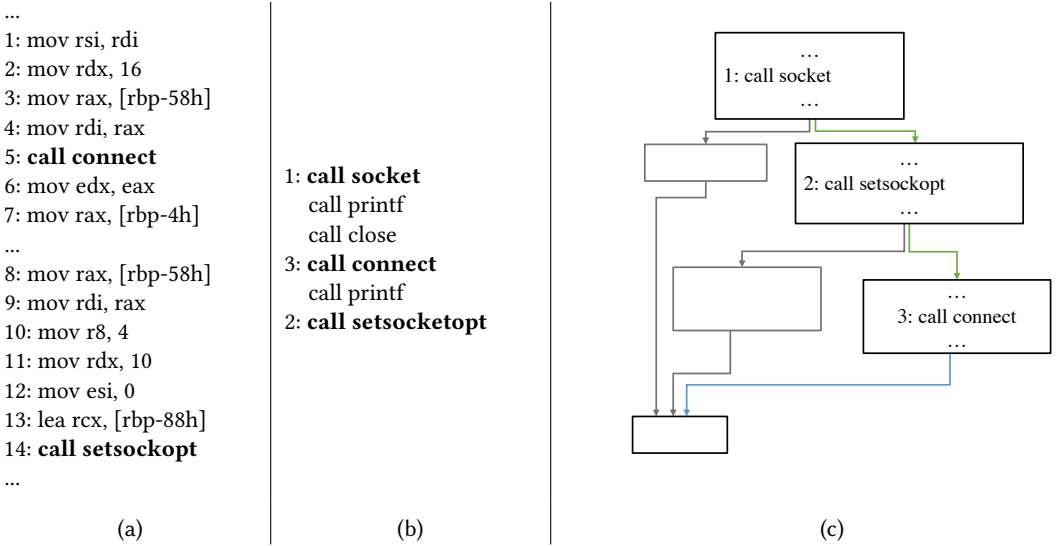 ...
1: mov rsi, rdi
2: mov rdx, 16
3: mov rax, [rbp-58h]
4: mov rdi, rax
5: call connect
6: mov edx, eax
7: mov rax, [rbp-4h]
...
8: mov rax, [rbp-58h]
9: mov rdi, rax
10: mov r8, 4
11: mov rdx, 10
12: mov esi, 0
13: lea rcx, [rbp-88h]
14: call setsockopt
...
(a)
1: call socket
call printf
call close
3: call connect
call printf
2: call setsocketopt
(b)
...
1: call socket
...
...
2: call setsockopt
...
...
3: call connect
...
(c)